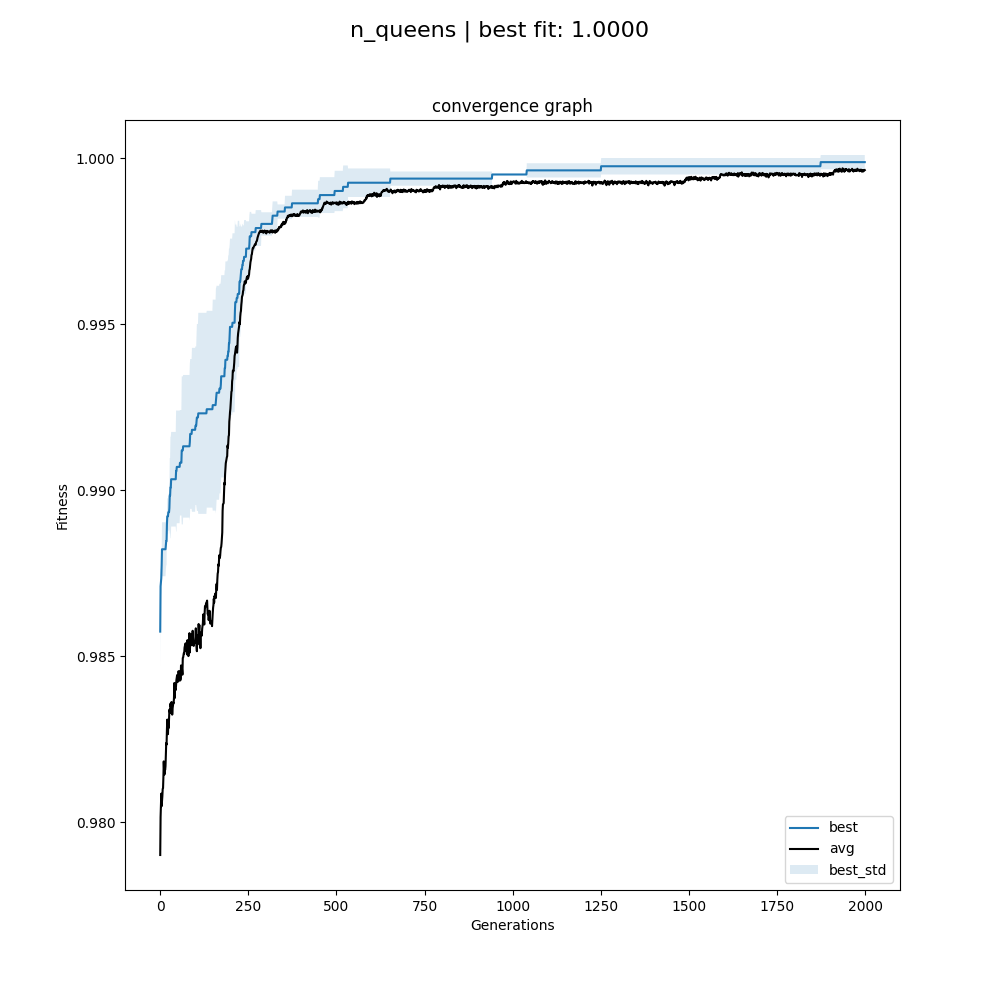 n_queens | best fit: 1.0000
convergence graph
1.000
0.995
0.990
0.985
0.980
Fitness
0 250 500 750 1000 1250 1500 1750 2000
Generations
best
avg
best_std